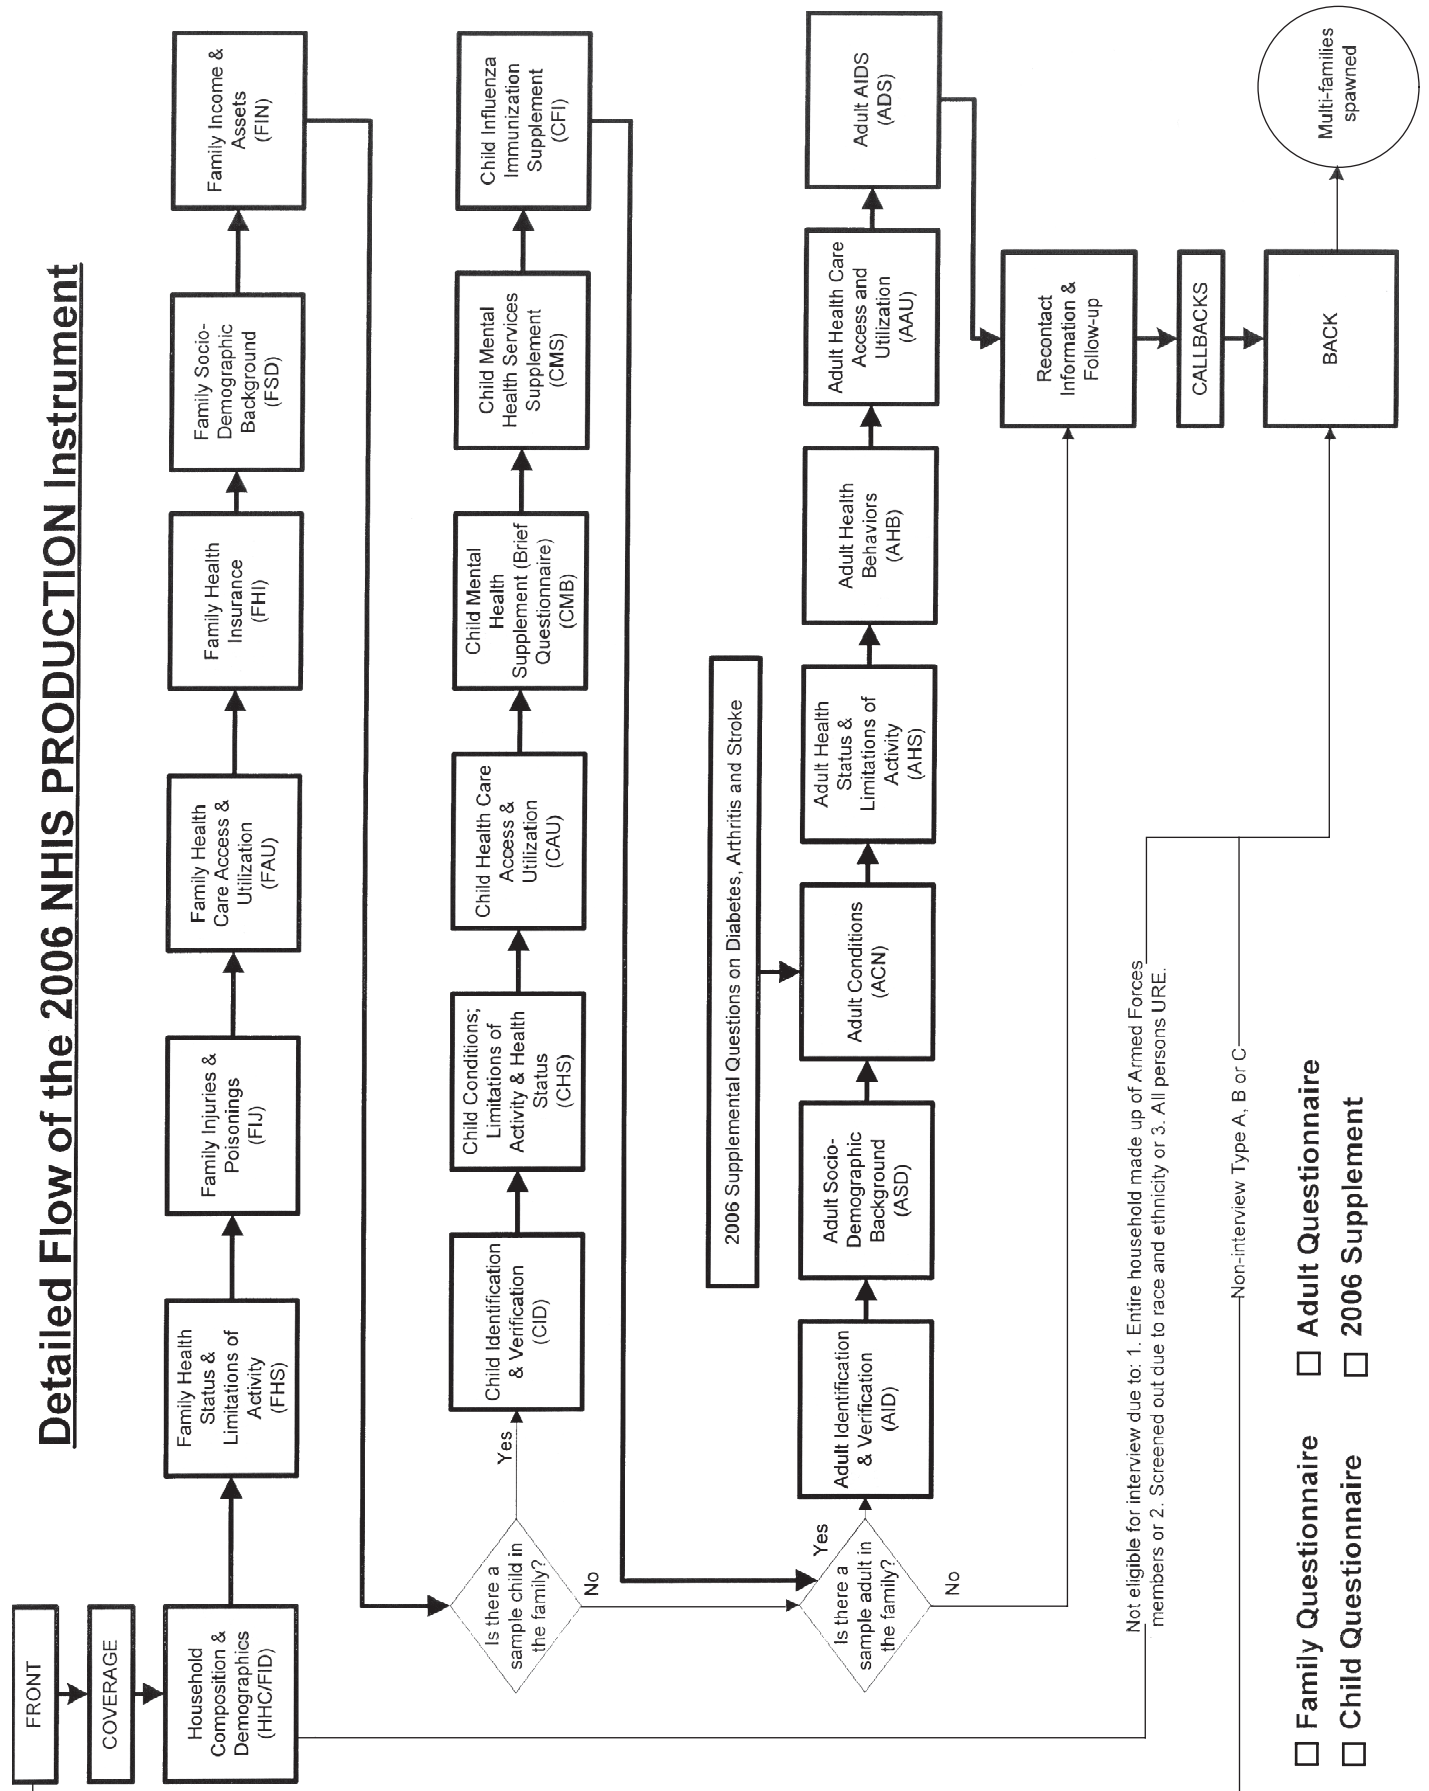 Detailed Flow of the 2006 NHIS PRODUCTION Instrument
FRONT
COVERAGE
Household
Composition &
Demographics
(HHC/FID)
Family Health
Status &
Limitations of
Activity
(FHS)
Family Injuries &
Poisonings
(FIJ)
Family Health
Care Access &
Utilization
(FAU)
Family Health
Insurance
(FHI)
Family Socio-
Demographic
Background
(FSD)
Family Income &
Assets
(FIN)
Is there a
sample child in
the family?
Yes
No
Child Identification
& Verification
(CID)
Child Conditions;
Limitations of
Activity & Health
Status
(CHS)
Child Health Care
Access &
Utilization
(CAU)
Child Mental
Health
Supplement (Brief
Questionnaire)
(CMB)
Child Mental
Health Services
Supplement
(CMS)
Child Influenza
Immunization
Supplement
(CFI)
2006 Supplemental Questions on Diabetes, Arthritis and Stroke
Is there a
sample adult in
the family?
Yes
No
Adult Identification
& Verification
(AID)
Adult Socio-
Demographic
Background
(ASD)
Adult Conditions
(ACN)
Adult Health
Status &
Limitations of
Activity
(AHS)
Adult Health
Behaviors
(AHB)
Adult Health Care
Access and
Utilization
(AAU)
Adult AIDS
(ADS)
Recontact
Information &
Follow-up
CALLBACKS
BACK
Multi-families
spawned
Not eligible for interview due to: 1. Entire household made up of Armed Forces
members or 2. Screened out due to race and ethnicity or 3. All persons URE.
Non-interview Type A, B or C
☐ Family Questionnaire ☐ Adult Questionnaire
☐ Child Questionnaire ☐ 2006 Supplement